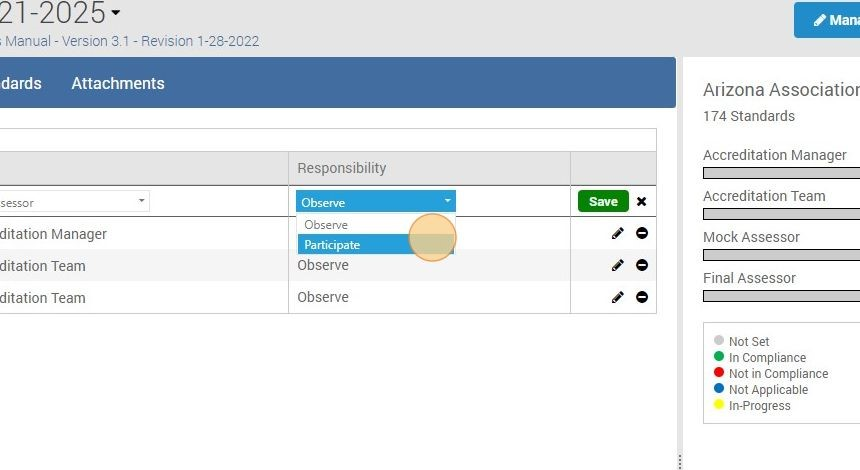 21-2025
s Manual - Version 3.1 - Revision 1-28-2022
Mana
dards Attachments
Arizona Association
174 Standards
Responsibility
Accreditation Manager
sessor Observe Save
Accreditation Team
Observe
ditation Manager Participate
Mock Assessor
ditation Team Observe
Final Assessor
ditation Team Observe
Not Set
In Compliance
Not in Compliance
Not Applicable
In-Progress